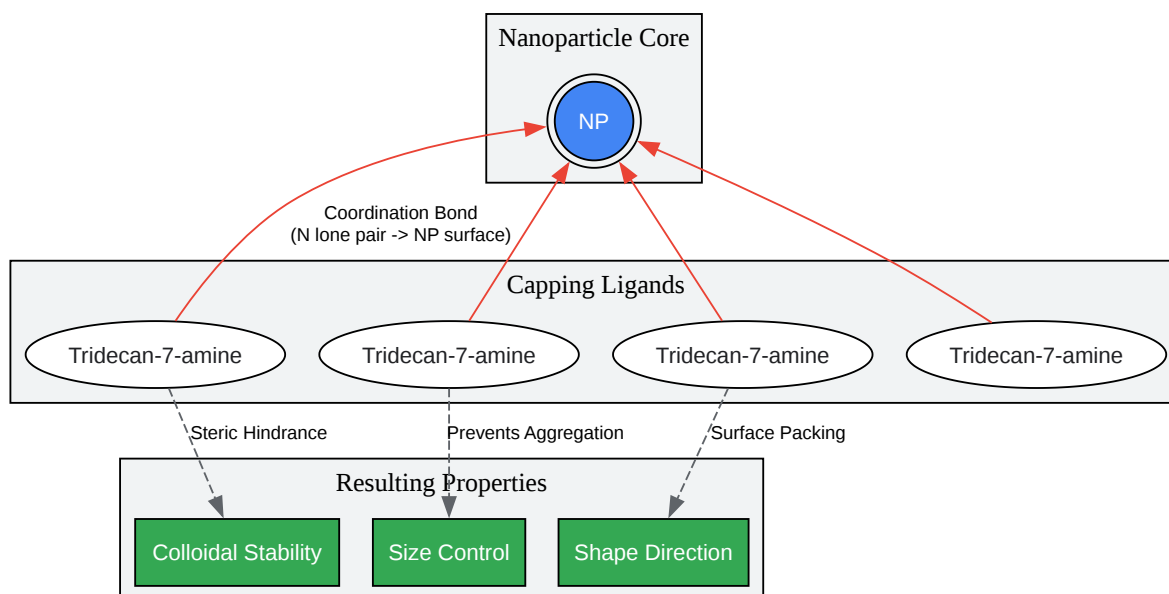 Nanoparticle Core
NP
Coordination Bond
(N lone pair -> NP surface)
Capping Ligands
Tridecan-7-amine
Tridecan-7-amine
Tridecan-7-amine
Tridecan-7-amine
Steric Hindrance
Prevents Aggregation
Surface Packing
Resulting Properties
Colloidal Stability
Size Control
Shape Direction